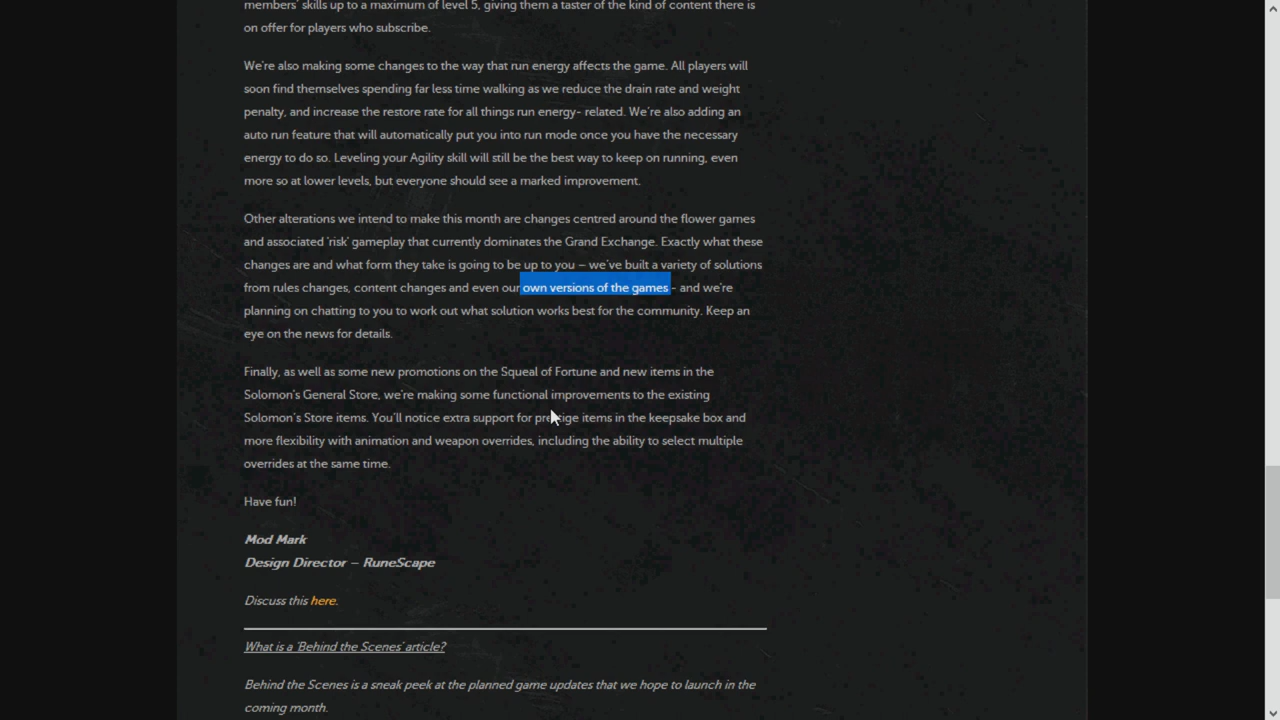 members' skills up to a maximum of level 5, giving them a taster of the kind of content there is
on offer for players who subscribe.
We're also making some changes to the way that run energy affects the game. All players will
soon find themselves spending far less time walking as we reduce the drain rate and weight
penalty, and increase the restore rate for all things run energy- related. We're also adding an
auto run feature that will automatically put you into run mode once you have the necessary
energy to do so. Leveling your Agility skill will still be the best way to keep on running, even
more so at lower levels, but everyone should see a marked improvement.
Other alterations we intend to make this month are changes centred around the flower games
and associated 'risk' gameplay that currently dominates the Grand Exchange. Exactly what these
changes are and what form they take is going to be up to you – we've built a variety of solutions
from rules changes, content changes and even our own versions of the games - and we're
planning on chatting to you to work out what solution works best for the community. Keep an
eye on the news for details.
Finally, as well as some new promotions on the Squeal of Fortune and new items in the
Solomon's General Store, we're making some functional improvements to the existing
Solomon's Store items. You'll notice extra support for prestige items in the keepsake box and
more flexibility with animation and weapon overrides, including the ability to select multiple
overrides at the same time.
Have fun!
Mod Mark
Design Director – RuneScape
Discuss this here.
What is a 'Behind the Scenes' article?
Behind the Scenes is a sneak peek at the planned game updates that we hope to launch in the
coming month.